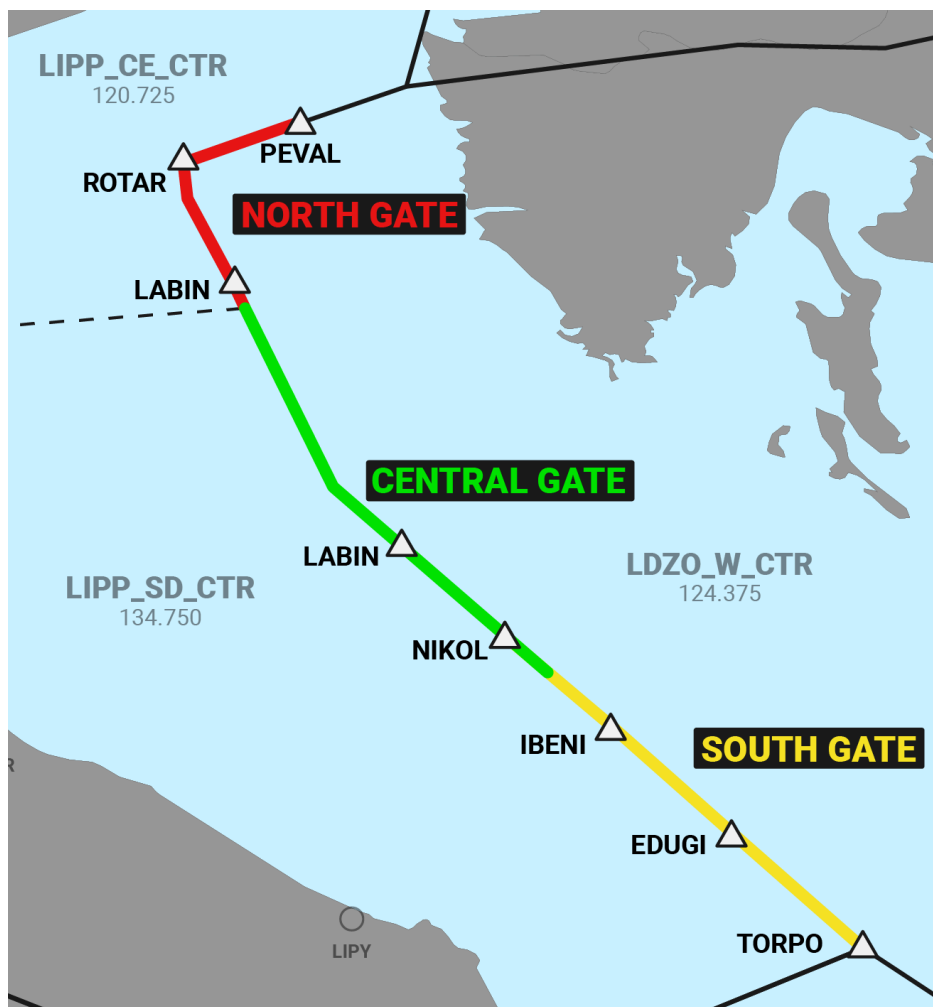 LIPP_CE_CTR
120.725
PEVAL
ROTAR
NORTH GATE
LABIN
CENTRAL GATE
LABIN
LDZO_W_CTR
124.375
LIPP_SD_CTR
134.750
NIKOL
IBENI
SOUTH GATE
R
EDUGI
TORPO
LIPY